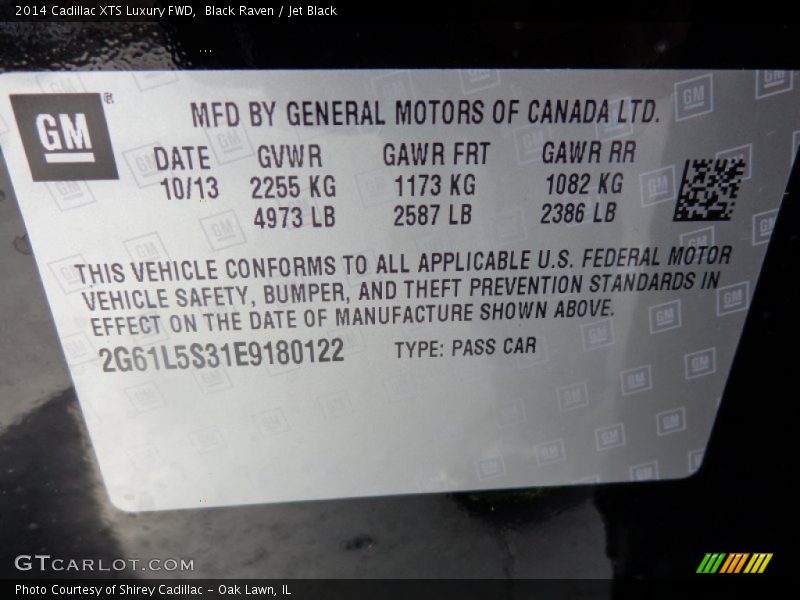 2014 Cadillac XTS Luxury FWD, Black Raven / Jet Black
GM
MFD BY GENERAL MOTORS OF CANADA LTD.
DATE GVWR GAWR FRT GAWR RR
10/13 2255 KG 1173 KG 1082 KG
4973 LB 2587 LB 2386 LB
THIS VEHICLE CONFORMS TO ALL APPLICABLE U.S. FEDERAL MOTOR
VEHICLE SAFETY, BUMPER, AND THEFT PREVENTION STANDARDS IN
EFFECT ON THE DATE OF MANUFACTURE SHOWN ABOVE.
2G61L5S31E9180122 TYPE: PASS CAR
GTCARLOT.COM
Photo Courtesy of Shirey Cadillac - Oak Lawn, IL